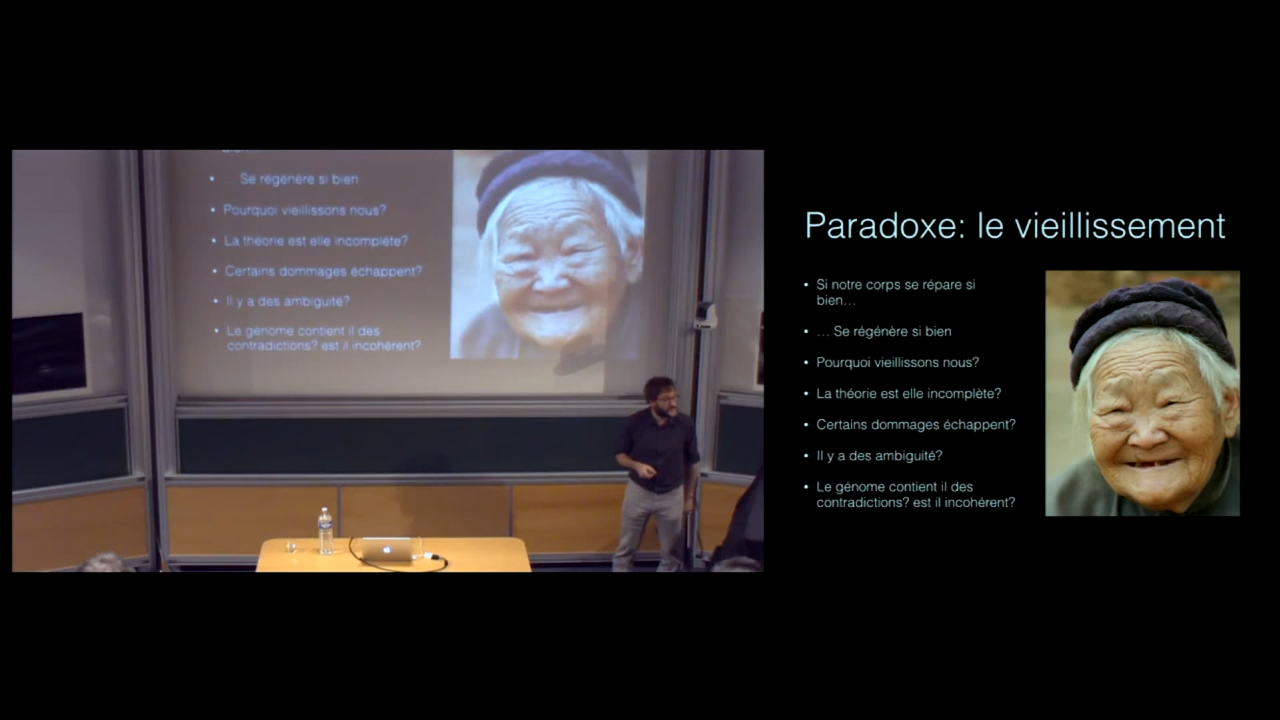 … Se régénère si bien
Pourquoi vieillissons nous?
La théorie est elle incomplète?
Certains dommages échappent?
Il y a des ambiguité?
Le génome contient il des
contradictions? est il incohérent?
Paradoxe: le vieillissement
• Si notre corps se répare si
bien…
• … Se régénère si bien
• Pourquoi vieillissons nous?
• La théorie est elle incomplète?
• Certains dommages échappent?
• Il y a des ambiguité?
• Le génome contient il des
contradictions? est il incohérent?